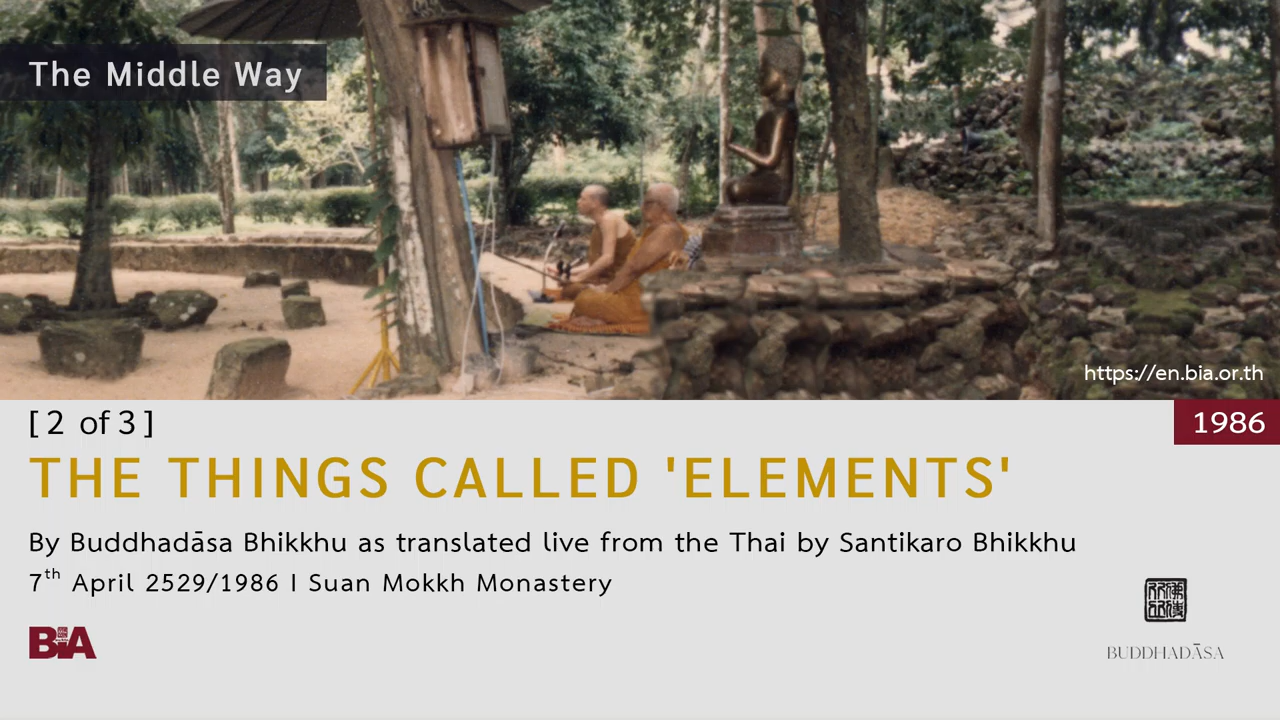 The Middle Way
https://en.bia.or.th
[ 2 of 3 ]
1986
THE THINGS CALLED 'ELEMENTS'
By Buddhadāsa Bhikkhu as translated live from the Thai by Santikaro Bhikkhu
7th April 2529/1986 I Suan Mokkh Monastery
BIA
BUDDHADĀSA